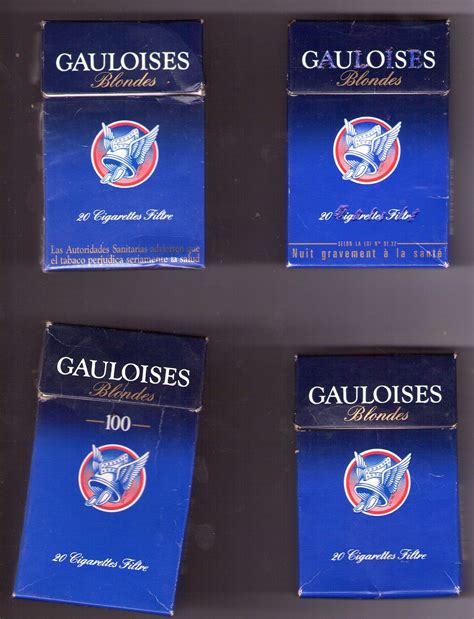 GAULOISES
Blondes
20 Cigarettes Filtre
Las Autoridades Sanitarias advierten que
el tabaco perjudica seriamente la salud
GAULOISES
Blondes
20 Cigarettes Filtre
SELON LA LOI N° 91.32
Nuit gravement à la santé
GAULOISES
Blondes
100
20 Cigarettes Filtre
GAULOISES
Blondes
20 Cigarettes Filtre